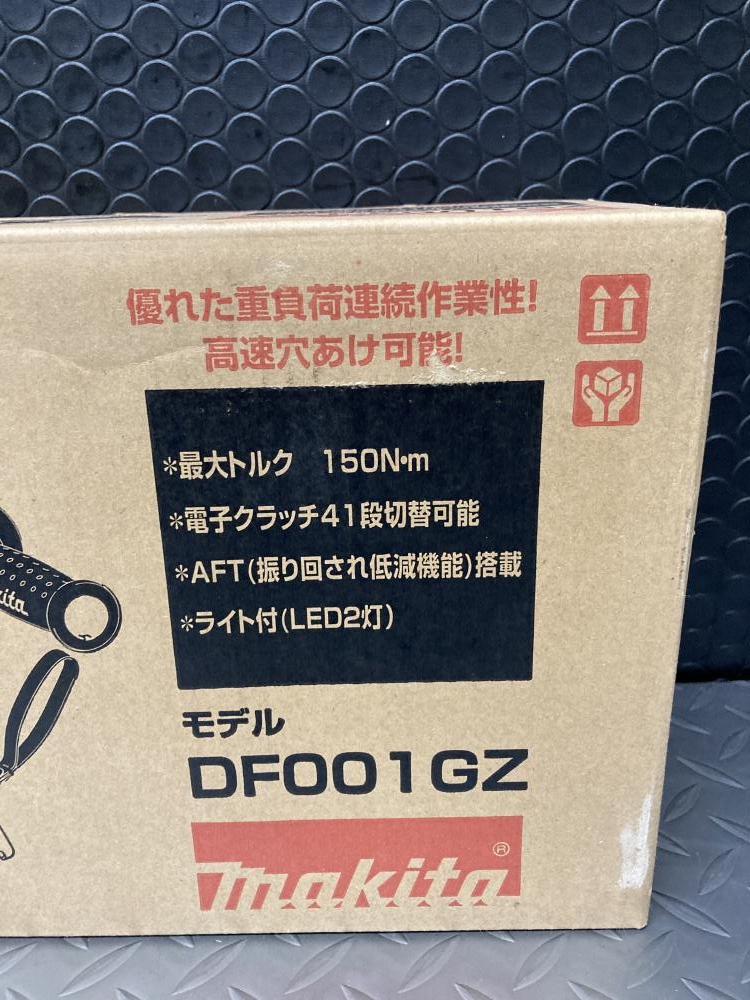 優れた重負荷連続作業性!
高速穴あけ可能!
*最大トルク 150N·m
*電子クラッチ41段切替可能
*AFT(振り回され低減機能)搭載
*ライト付(LED2灯)
kita
モデル
DF001GZ
makita®